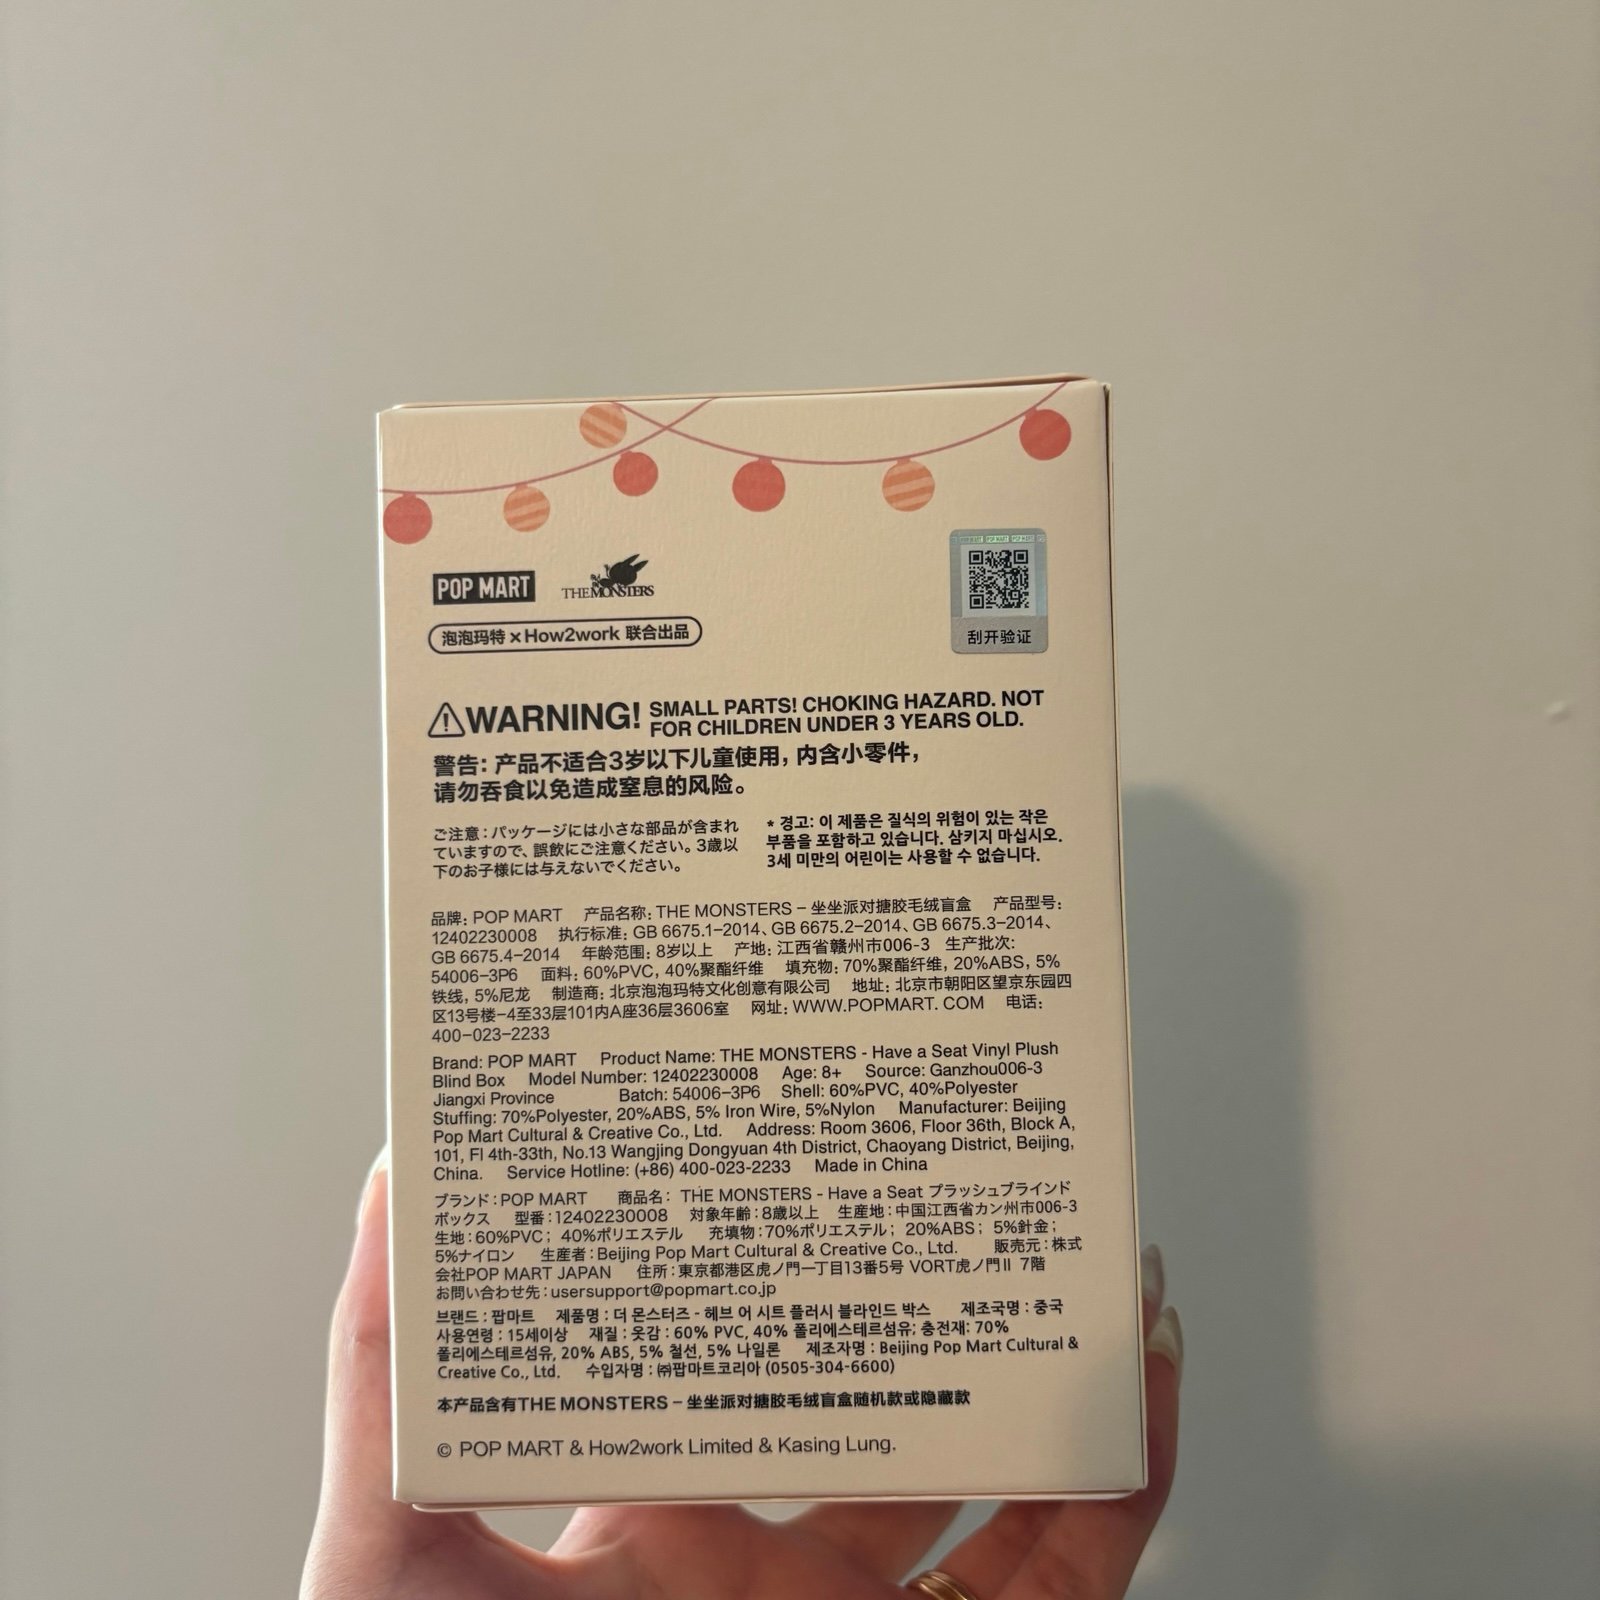 POP MART
THE MONSTERS
泡泡玛特 × How2work 联合出品
刮开验证
WARNING! SMALL PARTS! CHOKING HAZARD. NOT
FOR CHILDREN UNDER 3 YEARS OLD.
警告: 产品不适合3岁以下儿童使用, 内含小零件,
请勿吞食以免造成窒息的风险。
ご注意:パッケージには小さな部品が含まれ
ていますので、誤飲にご注意ください。3歳以
下のお子様には与えないでください。
* 경고: 이 제품은 질식의 위험이 있는 작은
부품을 포함하고 있습니다. 삼키지 마십시오.
3세 미만의 어린이는 사용할 수 없습니다.
品牌: POP MART 产品名称: THE MONSTERS – 坐坐派对搪胶毛绒盲盒 产品型号:
12402230008 执行标准: GB 6675.1–2014、GB 6675.2–2014、GB 6675.3–2014、
GB 6675.4–2014 年龄范围: 8岁以上 产地: 江西省赣州市006-3 生产批次:
54006-3P6 面料: 60%PVC, 40%聚酯纤维 填充物: 70%聚酯纤维, 20%ABS, 5%
铁线, 5%尼龙 制造商: 北京泡泡玛特文化创意有限公司 地址: 北京市朝阳区望京东园四
区13号楼-4至33层101内A座36层3606室 网址: WWW.POPMART. COM 电话:
400-023-2233
Brand: POP MART Product Name: THE MONSTERS - Have a Seat Vinyl Plush
Blind Box Model Number: 12402230008 Age: 8+ Source: Ganzhou006-3
Jiangxi Province Batch: 54006-3P6 Shell: 60%PVC, 40%Polyester
Stuffing: 70%Polyester, 20%ABS, 5% Iron Wire, 5%Nylon Manufacturer: Beijing
Pop Mart Cultural & Creative Co., Ltd. Address: Room 3606, Floor 36th, Block A,
101, Fl 4th-33th, No.13 Wangjing Dongyuan 4th District, Chaoyang District, Beijing,
China. Service Hotline: (+86) 400-023-2233 Made in China
ブランド:POP MART 商品名: THE MONSTERS - Have a Seat プラッシュブラインド
ボックス 型番:12402230008 対象年齢:8歳以上 生産地:中国江西省カン州市006-3
生地:60%PVC; 40%ポリエステル 充填物:70%ポリエステル; 20%ABS; 5%針金;
5%ナイロン 生産者:Beijing Pop Mart Cultural & Creative Co., Ltd. 販売元:株式
会社POP MART JAPAN 住所:東京都港区虎ノ門一丁目13番5号 VORT虎ノ門Ⅱ 7階
お問い合わせ先:usersupport@popmart.co.jp
브랜드 : 팝마트 제품명 : 더 몬스터즈 - 헤브 어 시트 플러시 블라인드 박스 제조국명 : 중국
사용연령 : 15세이상 재질 : 옷감 : 60% PVC, 40% 폴리에스테르섬유; 충전재: 70%
폴리에스테르섬유, 20% ABS, 5% 철선, 5% 나일론 제조자명 : Beijing Pop Mart Cultural &
Creative Co., Ltd. 수입자명 : ㈜팝마트코리아 (0505-304-6600)
本产品含有THE MONSTERS – 坐坐派对搪胶毛绒盲盒随机款或隐藏款
© POP MART & How2work Limited & Kasing Lung.